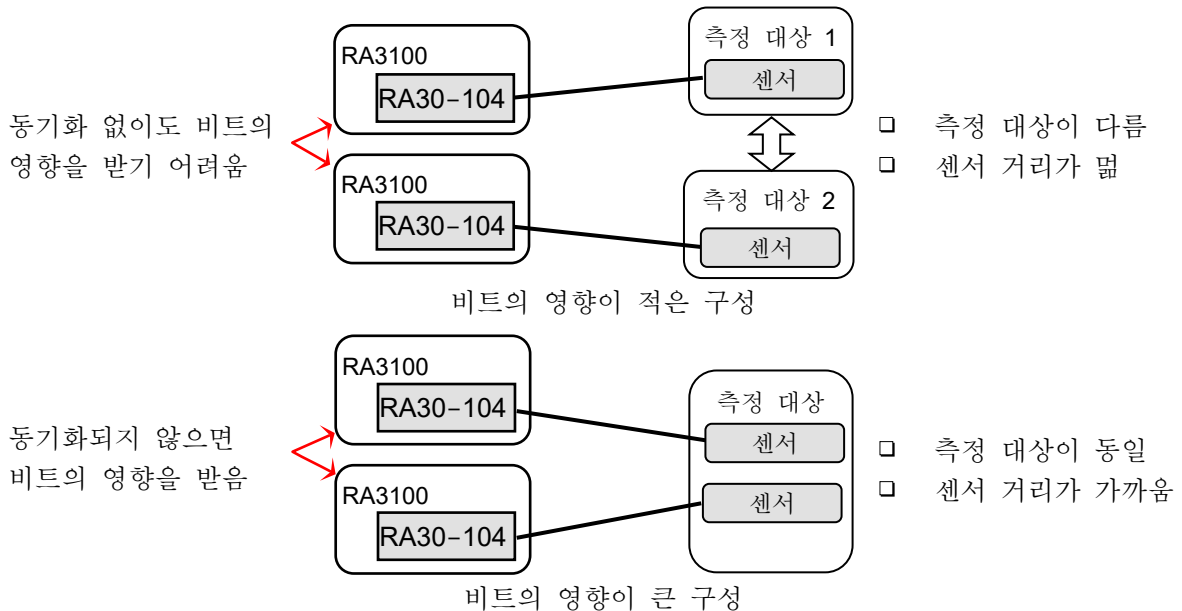 측정 대상 1
RA3100
센서
RA30-104
동기화 없이도 비트의
영향을 받기 어려움
❑ 측정 대상이 다름
❑ 센서 거리가 멂
RA3100
측정 대상 2
RA30-104
센서
비트의 영향이 적은 구성
RA3100
RA30-104
측정 대상
센서
동기화되지 않으면
비트의 영향을 받음
❑ 측정 대상이 동일
❑ 센서 거리가 가까움
RA3100
센서
RA30-104
비트의 영향이 큰 구성